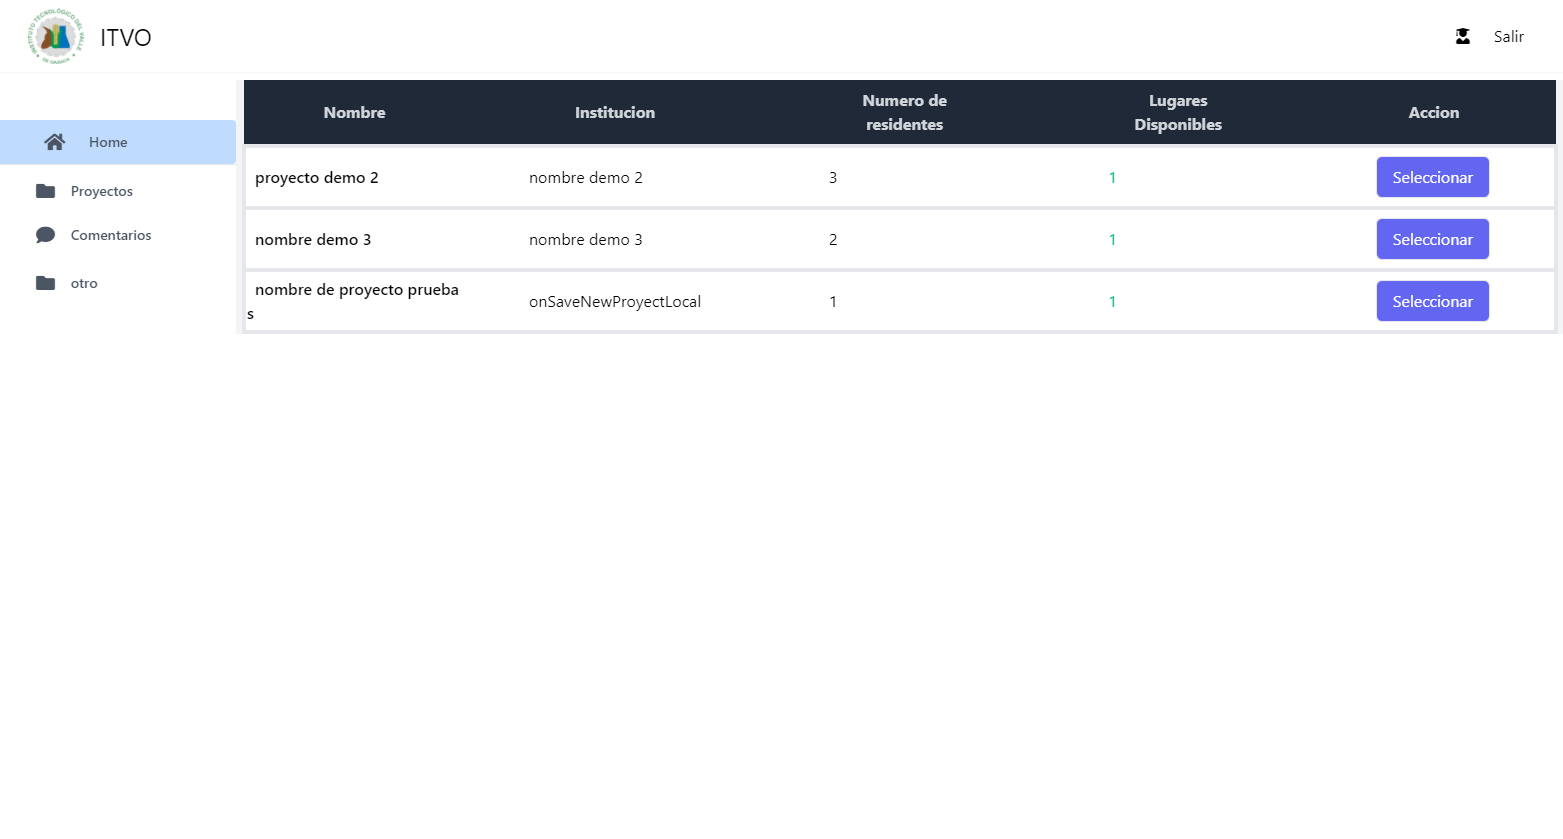 INSTITUTO TECNOLÓGICO DEL VALLE
DE OAXACA
ITVO
Salir
Nombre
Institucion
Numero de
residentes
Lugares
Disponibles
Accion
Home
Proyectos
Comentarios
otro
proyecto demo 2
nombre demo 2
3
1
Seleccionar
nombre demo 3
nombre demo 3
2
1
Seleccionar
nombre de proyecto prueba
s
onSaveNewProyectLocal
1
1
Seleccionar